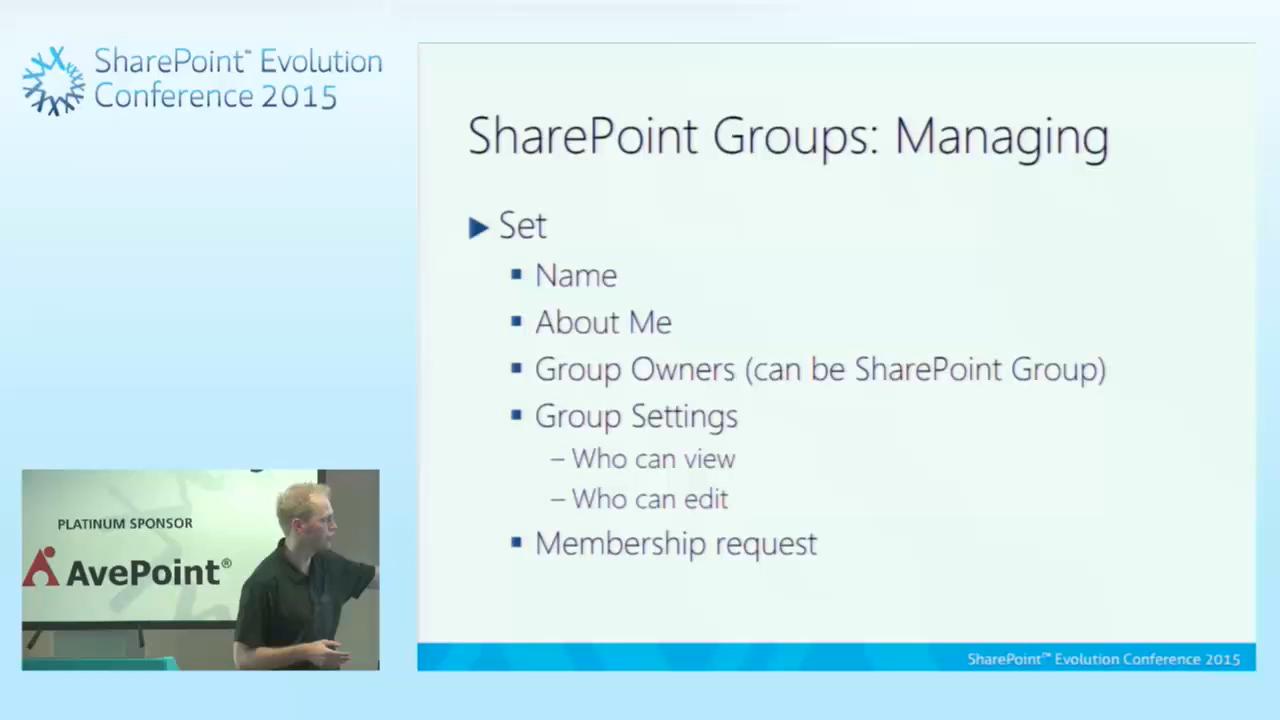 SharePoint™ Evolution
Conference 2015
SharePoint Groups: Managing
Set
Name
About Me
Group Owners (can be SharePoint Group)
Group Settings
– Who can view
– Who can edit
Membership request
PLATINUM SPONSOR
AvePoint®
SharePoint™ Evolution Conference 2015